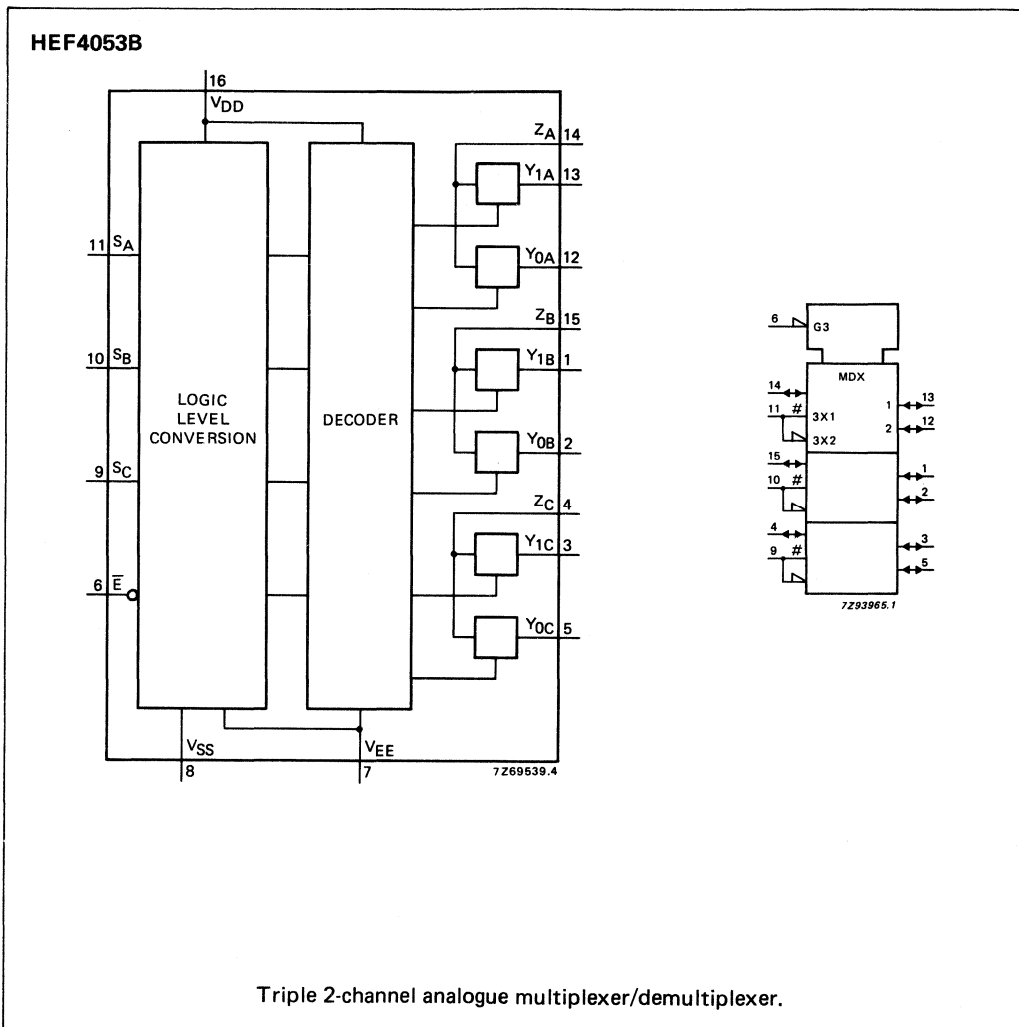 HEF4053B
16
VDD
ZA 14
Y1A 13
11 SA
Y0A 12
ZB 15
10 SB
Y1B 1
LOGIC
LEVEL
CONVERSION
DECODER
Y0B 2
9 SC
ZC 4
Y1C 3
6 E̅
Y0C 5
VSS
VEE
8
7
7Z69539.4
6 G3
MDX
14
1 13
11 # 3X1
2 12
3X2
15
1
10 #
2
4
3
9 #
5
7Z93965.1
Triple 2-channel analogue multiplexer/demultiplexer.